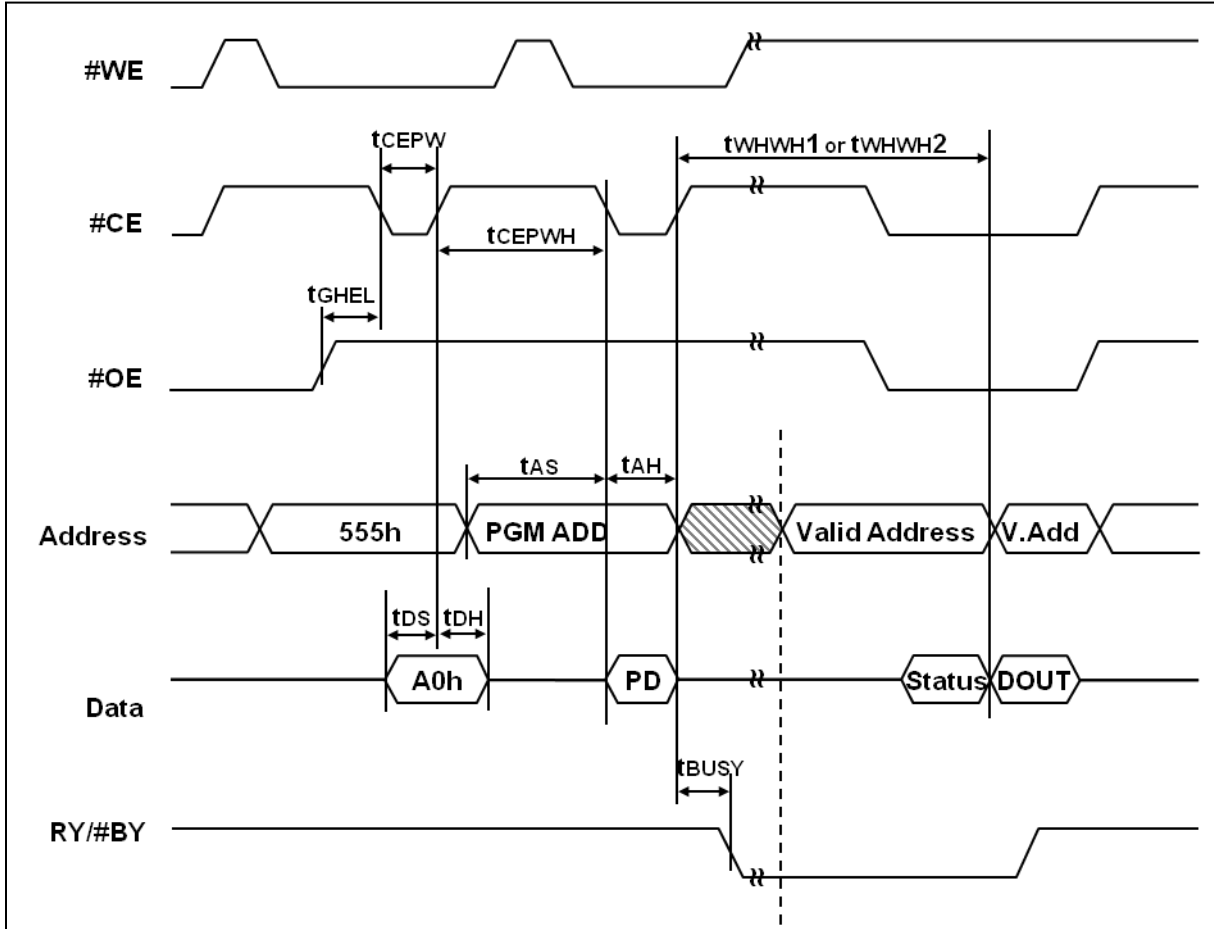 #WE
tCEPW
tWHWH1 or tWHWH2
#CE
tCEPWH
tGHEL
#OE
tAS
tAH
Address
555h
PGM ADD
Valid Address
V.Add
tDS
tDH
A0h
PD
Status
DOUT
Data
tBUSY
RY/#BY